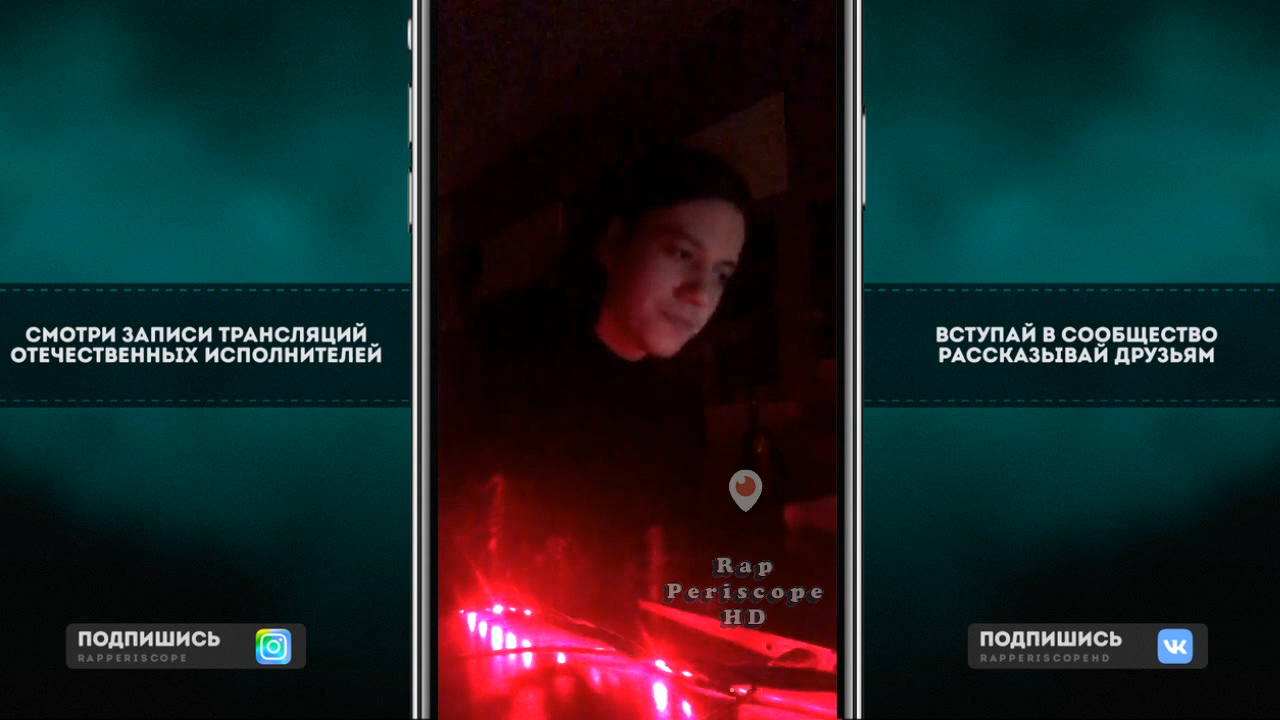 СМОТРИ ЗАПИСИ ТРАНСЛЯЦИЙ
ОТЕЧЕСТВЕННЫХ ИСПОЛНИТЕЛЕЙ
ВСТУПАЙ В СООБЩЕСТВО
РАССКАЗЫВАЙ ДРУЗЬЯМ
Rap
Periscope
HD
ПОДПИШИСЬ
RAPPERISCOPE
ПОДПИШИСЬ
RAPPERISCOPEHD